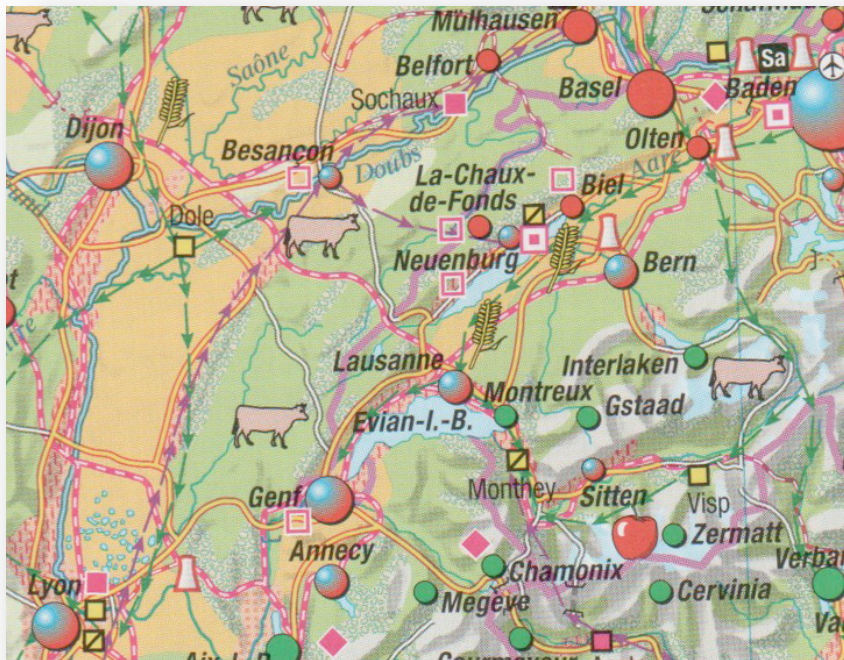 Mülhausen
Saône
Belfort
Sa
Basel
Baden
Sochaux
Dijon
Olten
Besançon
Doubs
Aare
La-Chaux-
de-Fonds
Biel
Dole
Neuenburg
Bern
Lausanne
Interlaken
Montreux
Gstaad
Evian-l.-B.
Monthey
Sitten
Visp
Genf
Zermatt
Annecy
Chamonix
Cervinia
Megève
Lyon